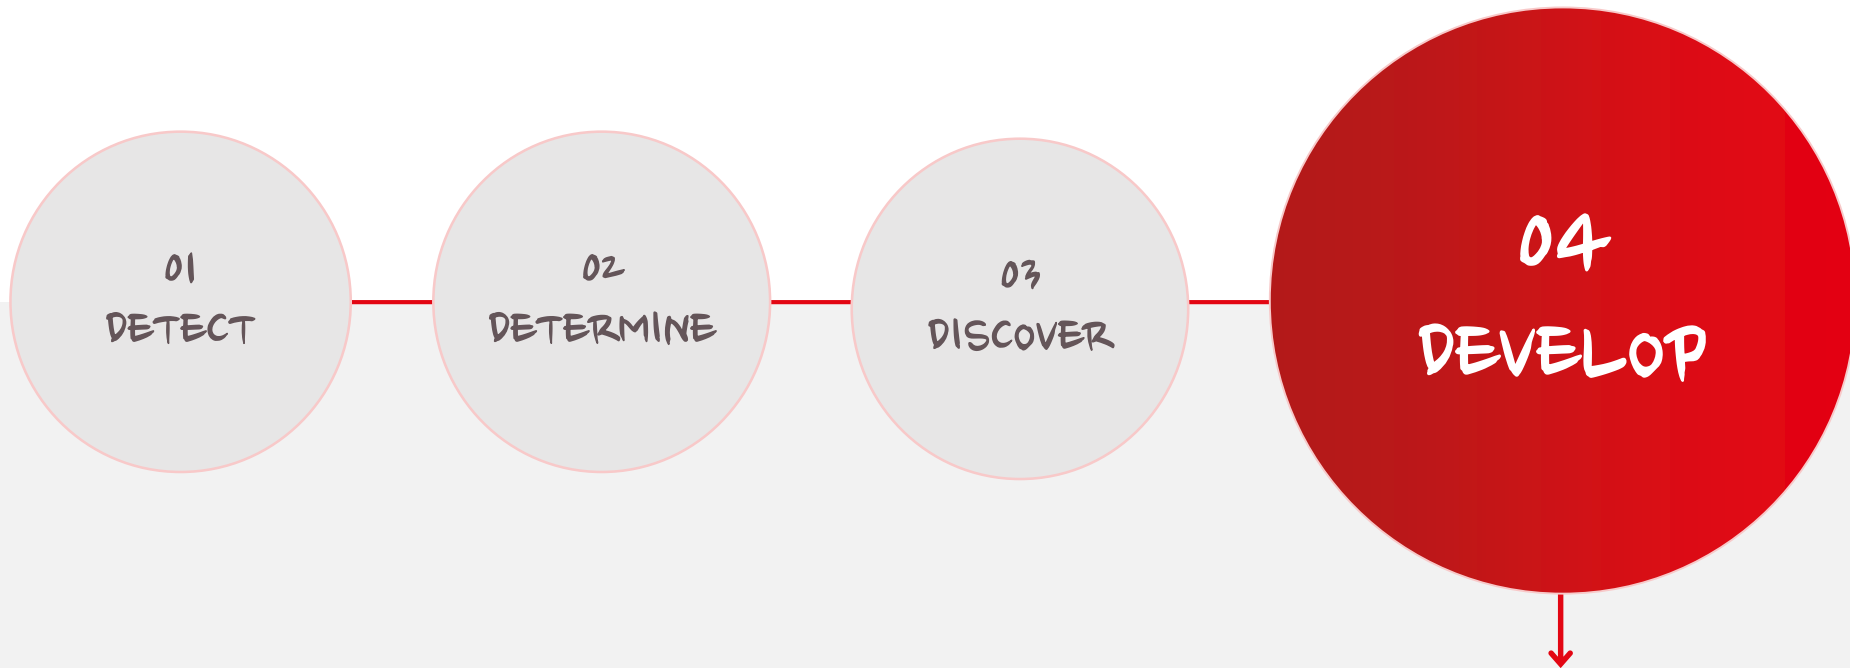 01
DETECT
02
DETERMINE
03
DISCOVER
04
DEVELOP